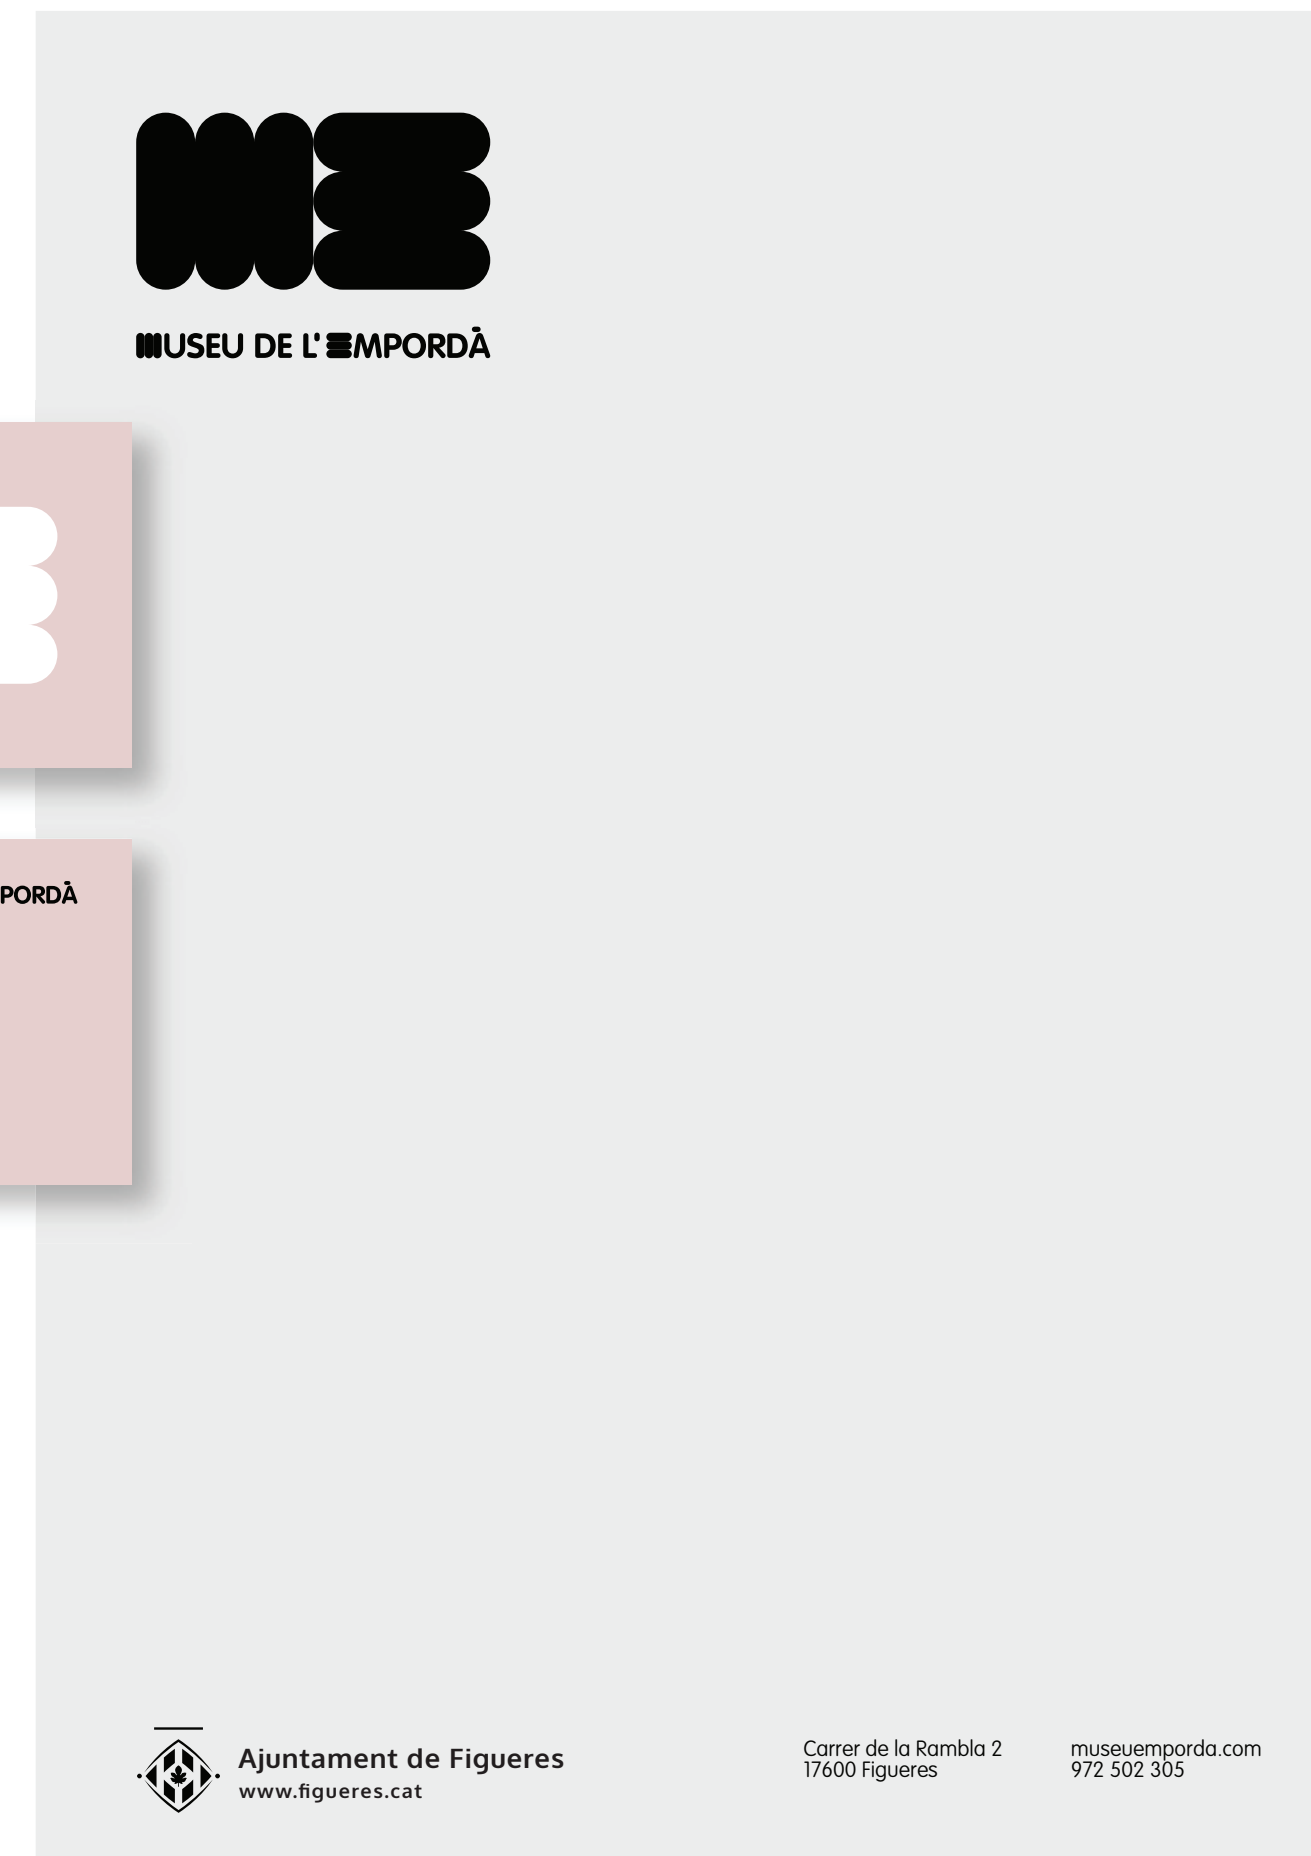 ME
MUSEU DE L'EMPORDÀ
E
PORDÀ
Ajuntament de Figueres
www.figueres.cat
Carrer de la Rambla 2
17600 Figueres
museuemporda.com
972 502 305